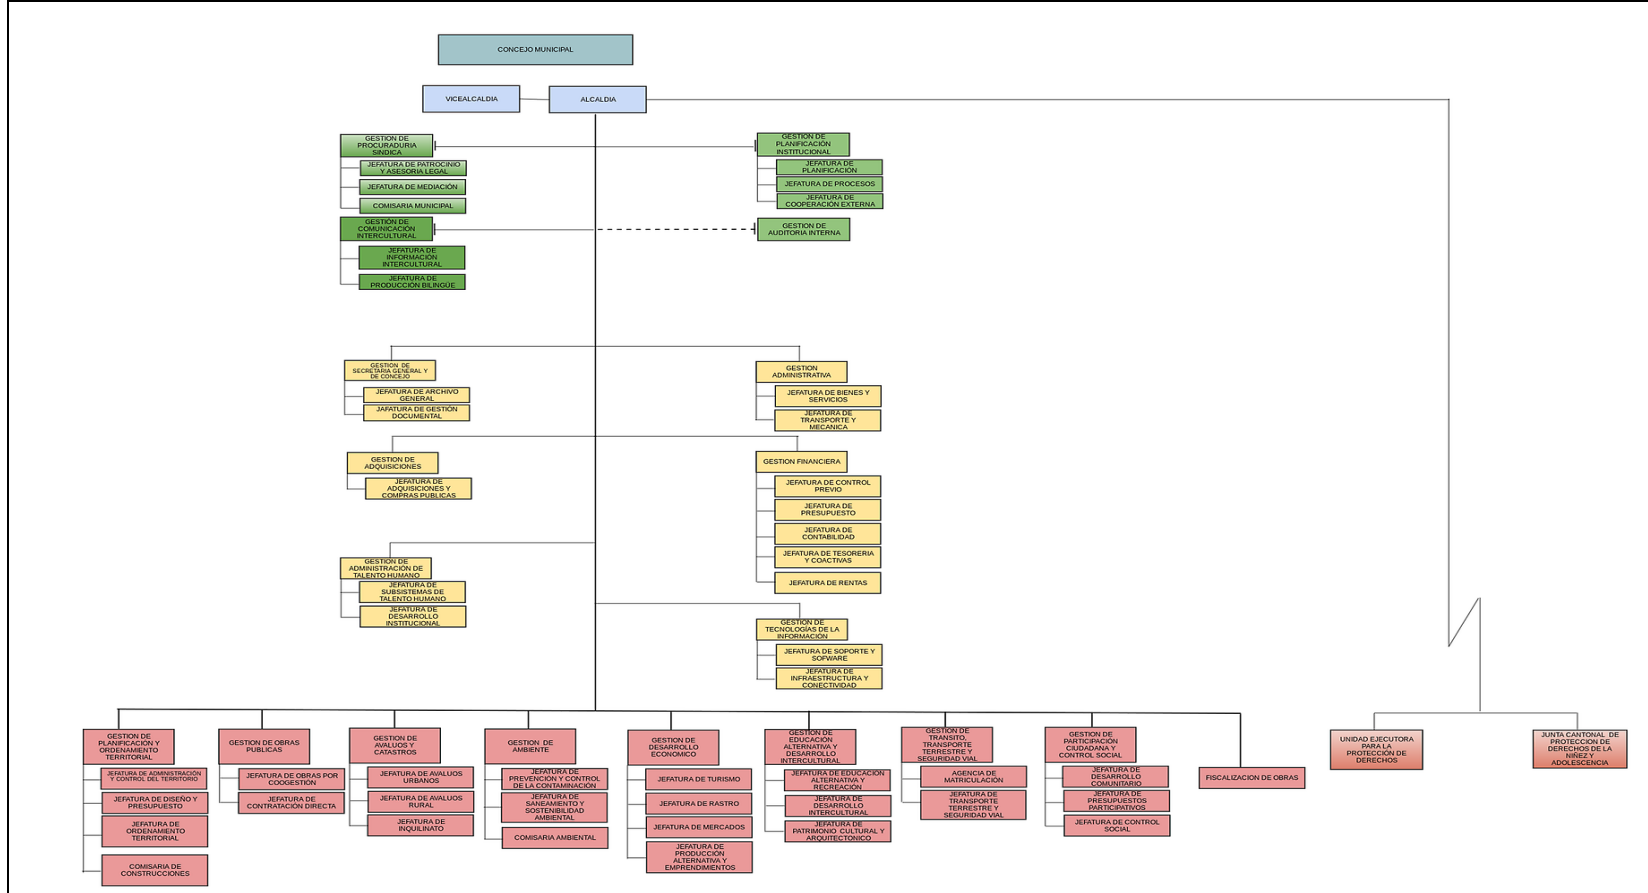 CONCEJO MUNICIPAL
VICEALCALDIA
ALCALDIA
GESTION DE
PROCURADURIA
SINDICA
JEFATURA DE PATROCINIO
Y ASESORIA LEGAL
JEFATURA DE MEDIACIÓN
COMISARIA MUNICIPAL
GESTIÓN DE
COMUNICACIÓN
INTERCULTURAL
JEFATURA DE
INFORMACIÓN
INTERCULTURAL
JEFATURA DE
PRODUCCIÓN BILINGÜE
GESTION DE
PLANIFICACIÓN
INSTITUCIONAL
JEFATURA DE
PLANIFICACIÓN
JEFATURA DE PROCESOS
JEFATURA DE
COOPERACIÓN EXTERNA
GESTION DE
AUDITORIA INTERNA
GESTION DE
SECRETARIA GENERAL Y
DE CONCEJO
JEFATURA DE ARCHIVO
GENERAL
JAFATURA DE GESTIÓN
DOCUMENTAL
GESTION
ADMINISTRATIVA
JEFATURA DE BIENES Y
SERVICIOS
JEFATURA DE
TRANSPORTE Y
MECANICA
GESTION DE
ADQUISICIONES
JEFATURA DE
ADQUISICIONES Y
COMPRAS PUBLICAS
GESTION FINANCIERA
JEFATURA DE CONTROL
PREVIO
JEFATURA DE
PRESUPUESTO
JEFATURA DE
CONTABILIDAD
JEFATURA DE TESORERIA
Y COACTIVAS
JEFATURA DE RENTAS
GESTIÓN DE
ADMINISTRACIÓN DE
TALENTO HUMANO
JEFATURA DE
SUBSISTEMAS DE
TALENTO HUMANO
JEFATURA DE
DESARROLLO
INSTITUCIONAL
GESTIÓN DE
TECNOLOGÍAS DE LA
INFORMACIÓN
JEFATURA DE SOPORTE Y
SOFWARE
JEFATURA DE
INFRAESTRUCTURA Y
CONECTIVIDAD
GESTION DE
PLANIFICACIÓN Y
ORDENAMIENTO
TERRITORIAL
JEFATURA DE ADMINISTRACIÓN
Y CONTROL DEL TERRITORIO
JEFATURA DE DISEÑO Y
PRESUPUESTO
JEFATURA DE
ORDENAMIENTO
TERRITORIAL
COMISARIA DE
CONSTRUCCIONES
GESTION DE OBRAS
PUBLICAS
JEFATURA DE OBRAS POR
COOGESTIÓN
JEFATURA DE
CONTRATACIÓN DIRECTA
GESTION DE
AVALUOS Y
CATASTROS
JEFATURA DE AVALUOS
URBANOS
JEFATURA DE AVALUOS
RURAL
JEFATURA DE
INQUILINATO
GESTION DE
AMBIENTE
JEFATURA DE
PREVENCIÓN Y CONTROL
DE LA CONTAMINACIÓN
JEFATURA DE
SANEAMIENTO Y
SOSTENIBILIDAD
AMBIENTAL
COMISARIA AMBIENTAL
GESTION DE
DESARROLLO
ECONOMICO
JEFATURA DE TURISMO
JEFATURA DE RASTRO
JEFATURA DE MERCADOS
JEFATURA DE
PRODUCCIÓN
ALTERNATIVA Y
EMPRENDIMIENTOS
GESTION DE
EDUCACIÓN
ALTERNATIVA Y
DESARROLLO
INTERCULTURAL
JEFATURA DE EDUCACIÓN
ALTERNATIVA Y
RECREACIÓN
JEFATURA DE
DESARROLLO
INTERCULTURAL
JEFATURA DE
PATRIMONIO CULTURAL Y
ARQUITECTÓNICO
GESTION DE
TRANSITO,
TRANSPORTE
TERRESTRE Y
SEGURIDAD VIAL
AGENCIA DE
MATRICULACIÓN
JEFATURA DE
TRANSPORTE
TERRESTRE Y
SEGURIDAD VIAL
GESTION DE
PARTICIPACIÓN
CIUDADANA Y
CONTROL SOCIAL
JEFATURA DE
DESARROLLO
COMUNITARIO
JEFATURA DE
PRESUPUESTOS
PARTICIPATIVOS
JEFATURA DE CONTROL
SOCIAL
FISCALIZACION DE OBRAS
UNIDAD EJECUTORA
PARA LA
PROTECCION DE
DERECHOS
JUNTA CANTONAL DE
PROTECCION DE
DERECHOS DE LA
NIÑEZ Y
ADOLESCENCIA